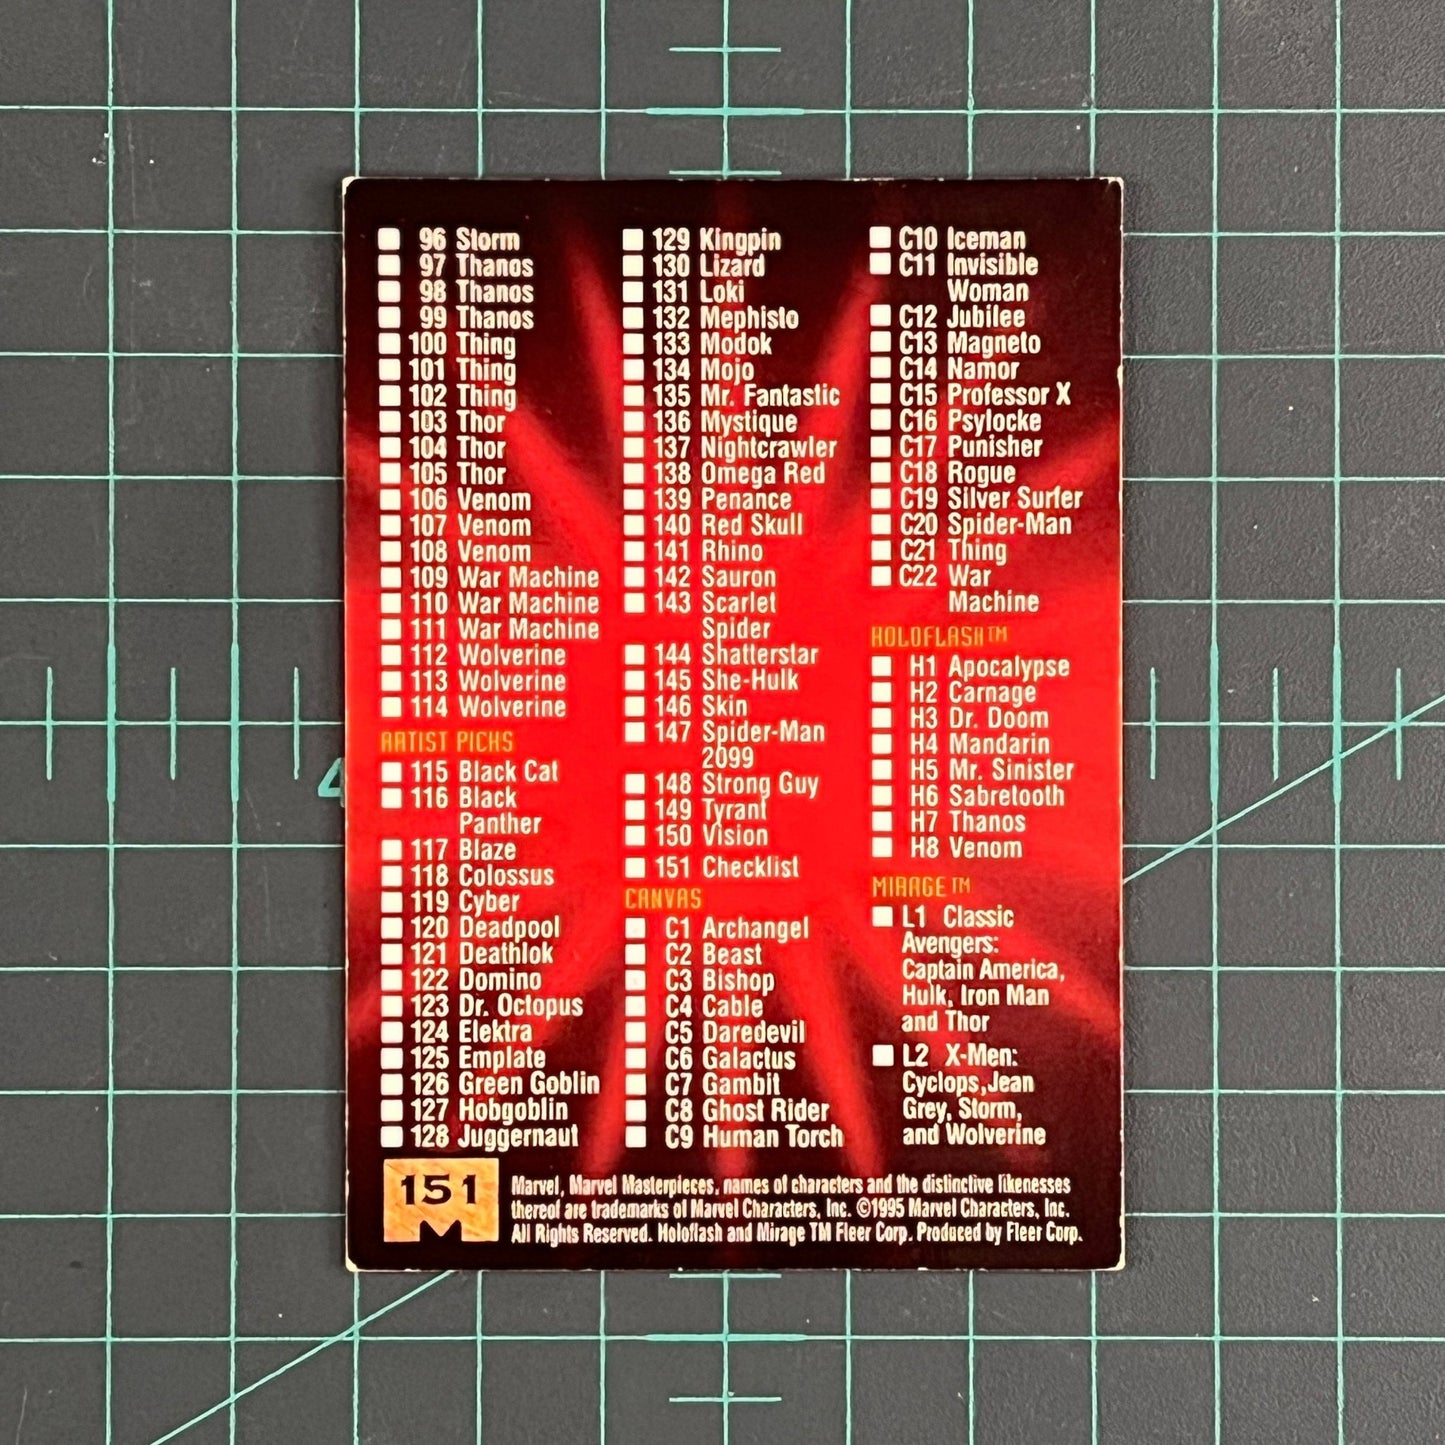 96 Storm
97 Thanos
98 Thanos
99 Thanos
100 Thing
101 Thing
102 Thing
103 Thor
104 Thor
105 Thor
106 Venom
107 Venom
108 Venom
109 War Machine
110 War Machine
111 War Machine
112 Wolverine
113 Wolverine
114 Wolverine
ARTIST PICKS
115 Black Cat
116 Black
Panther
117 Blaze
118 Colossus
119 Cyber
120 Deadpool
121 Deathlok
122 Domino
123 Dr. Octopus
124 Elektra
125 Emplate
126 Green Goblin
127 Hobgoblin
128 Juggernaut
129 Kingpin
130 Lizard
131 Loki
132 Mephisto
133 Modok
134 Mojo
135 Mr. Fantastic
136 Mystique
137 Nightcrawler
138 Omega Red
139 Penance
140 Red Skull
141 Rhino
142 Sauron
143 Scarlet
Spider
144 Shatterstar
145 She-Hulk
146 Skin
147 Spider-Man
2099
148 Strong Guy
149 Tyrant
150 Vision
151 Checklist
CANVAS
C1 Archangel
C2 Beast
C3 Bishop
C4 Cable
C5 Daredevil
C6 Galactus
C7 Gambit
C8 Ghost Rider
C9 Human Torch
C10 Iceman
C11 Invisible
Woman
C12 Jubilee
C13 Magneto
C14 Namor
C15 Professor X
C16 Psylocke
C17 Punisher
C18 Rogue
C19 Silver Surfer
C20 Spider-Man
C21 Thing
C22 War
Machine
HOLOFLASH™
H1 Apocalypse
H2 Carnage
H3 Dr. Doom
H4 Mandarin
H5 Mr. Sinister
H6 Sabretooth
H7 Thanos
H8 Venom
MIRAGE™
L1 Classic
Avengers:
Captain America,
Hulk, Iron Man
and Thor
L2 X-Men:
Cyclops, Jean
Grey, Storm,
and Wolverine
151
Marvel, Marvel Masterpieces, names of characters and the distinctive likenesses
thereof are trademarks of Marvel Characters, Inc. ©1995 Marvel Characters, Inc.
All Rights Reserved. Holoflash and Mirage TM Fleer Corp. Produced by Fleer Corp.
4